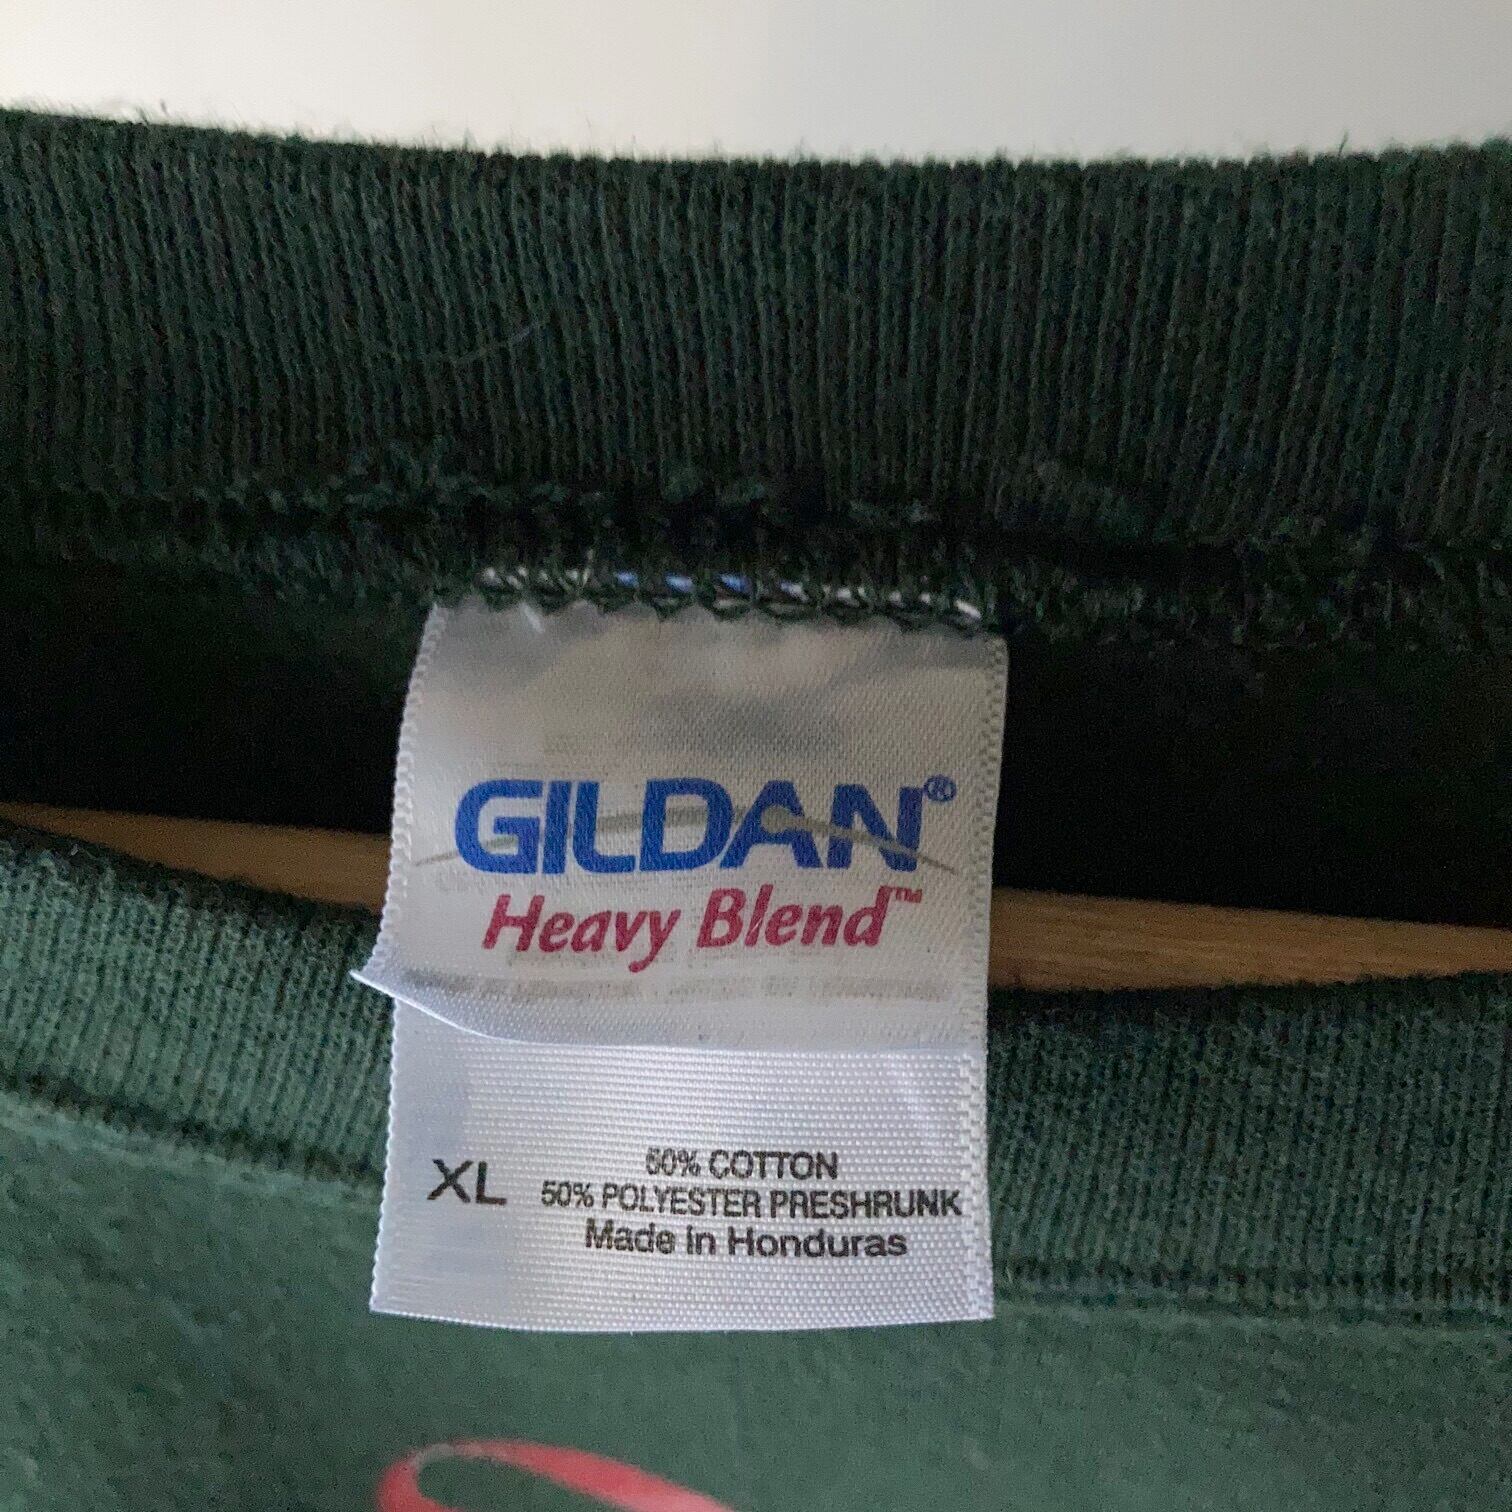 GILDAN®
Heavy Blend™
XL
50% COTTON
50% POLYESTER PRESHRUNK
Made in Honduras